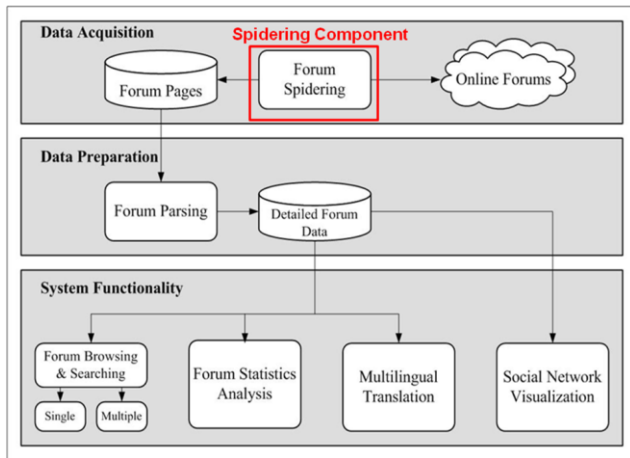 Data Acquisition
Spidering Component
Forum Pages
Forum
Spidering
Online Forums
Data Preparation
Forum Parsing
Detailed Forum
Data
System Functionality
Forum Browsing
& Searching
Single
Multiple
Forum Statistics
Analysis
Multilingual
Translation
Social Network
Visualization